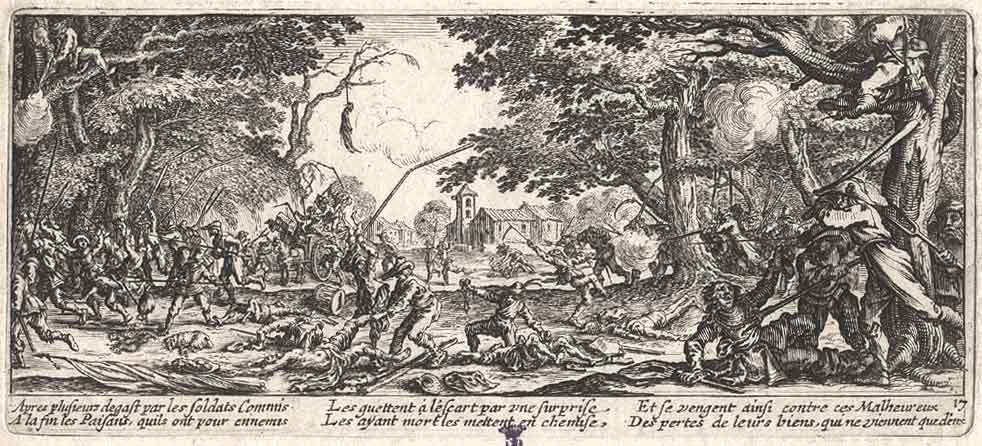 Apres plusieurs degast par les soldats Commis
A la fin les Paisans, quils ont pour ennemis
Les guettent à l'éscart par vne surprise.
Les ayant mort les mettent en chemise.
Et se vengent ainsi contre ces Malheureux
Des pertes de leurs biens, qui ne viennent que
17